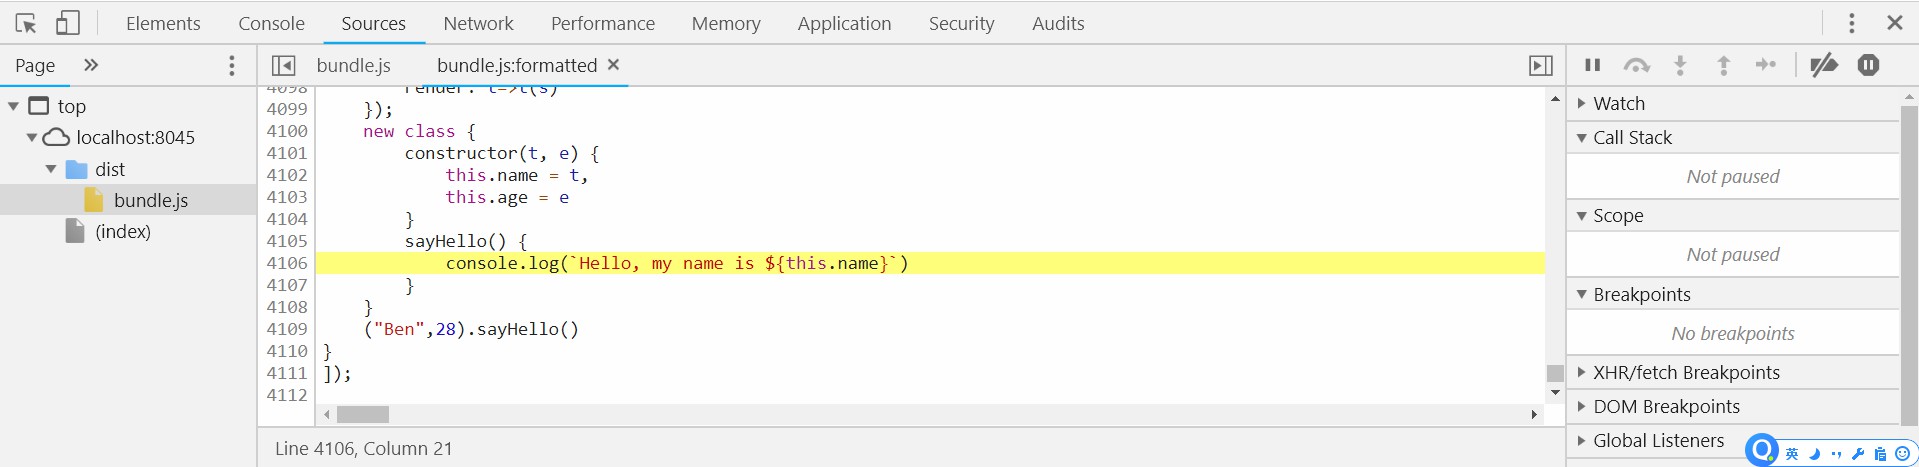 Elements Console Sources Network Performance Memory Application Security Audits
Page
bundle.js bundle.js:formatted
top
localhost:8045
dist
bundle.js
(index)
4098 render: t=>t(s)
4099 });
4100 new class {
4101 constructor(t, e) {
4102 this.name = t,
4103 this.age = e
4104 }
4105 sayHello() {
4106 console.log(`Hello, my name is ${this.name}`)
4107 }
4108 }
4109 ("Ben",28).sayHello()
4110 }
4111 ]);
4112
Line 4106, Column 21
Watch
Call Stack
Not paused
Scope
Not paused
Breakpoints
No breakpoints
XHR/fetch Breakpoints
DOM Breakpoints
Global Listeners
英